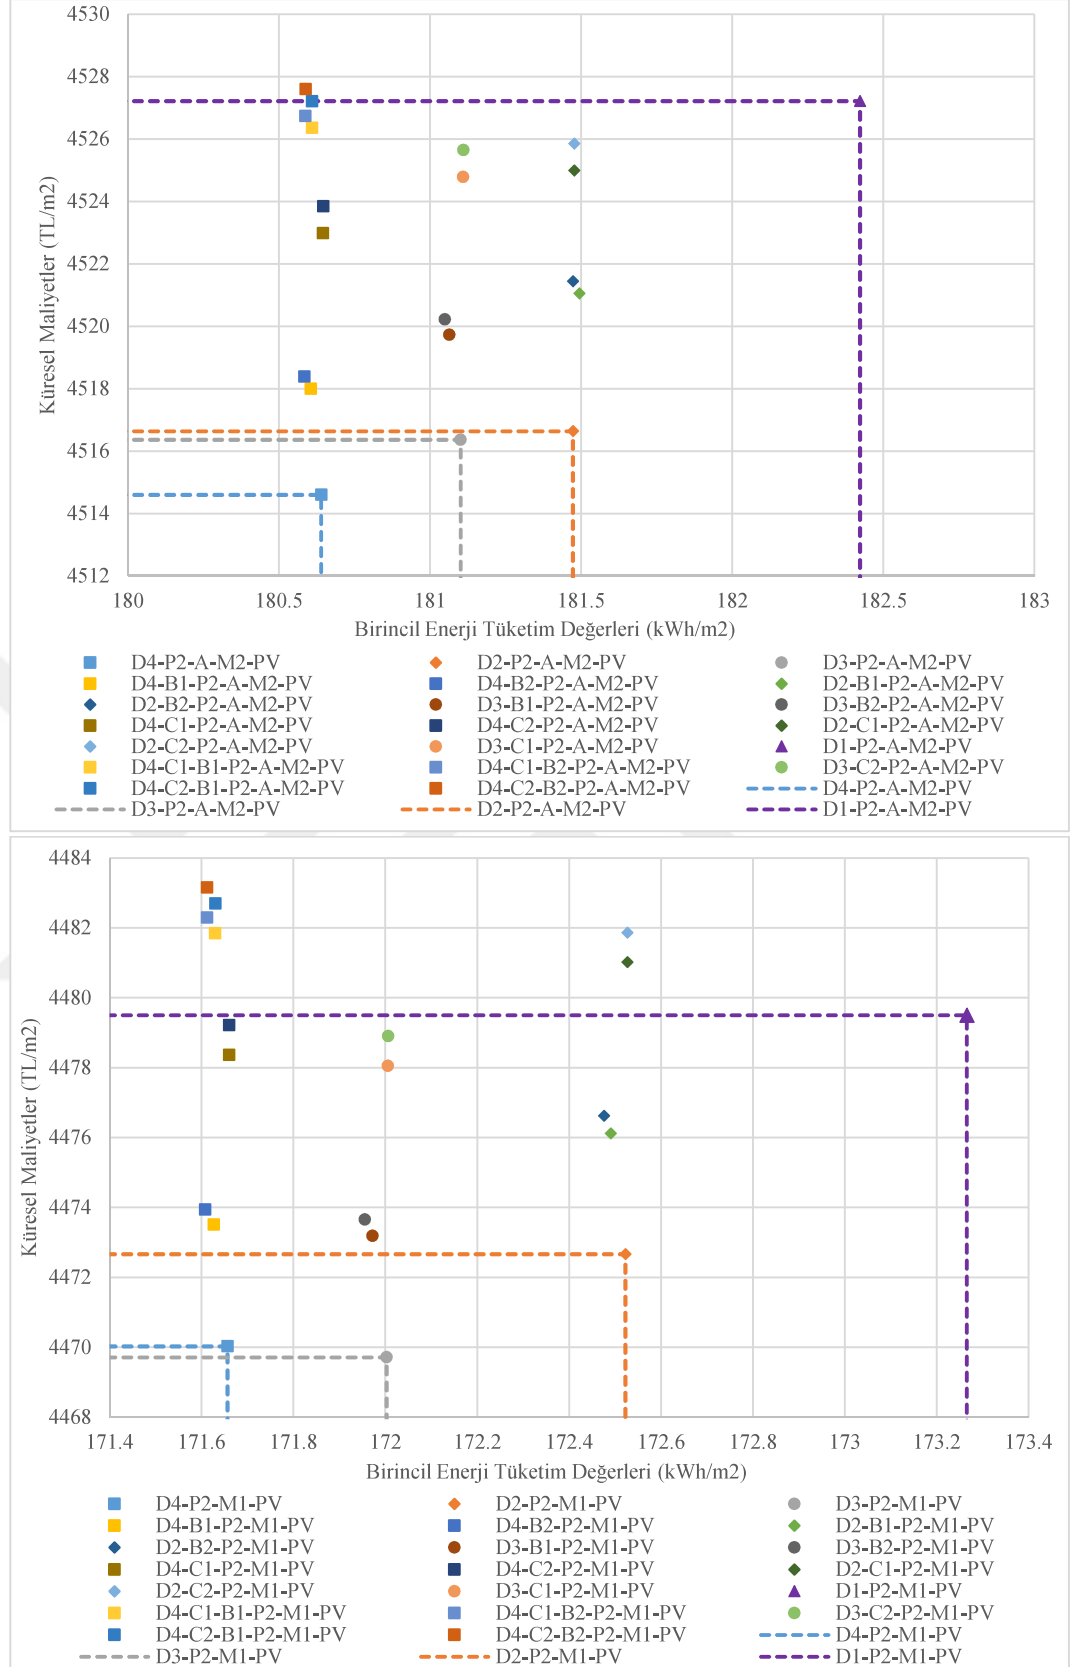 4530
4528
4526
4524
4522
4520
4518
4516
4514
4512
Küresel Maliyetler (TL/m2)
180 180.5 181 181.5 182 182.5 183
Birincil Enerji Tüketim Değerleri (kWh/m2)
D4-P2-A-M2-PV D2-P2-A-M2-PV D3-P2-A-M2-PV
D4-B1-P2-A-M2-PV D4-B2-P2-A-M2-PV D2-B1-P2-A-M2-PV
D2-B2-P2-A-M2-PV D3-B1-P2-A-M2-PV D3-B2-P2-A-M2-PV
D4-C1-P2-A-M2-PV D4-C2-P2-A-M2-PV D2-C1-P2-A-M2-PV
D2-C2-P2-A-M2-PV D3-C1-P2-A-M2-PV D1-P2-A-M2-PV
D4-C1-B1-P2-A-M2-PV D4-C1-B2-P2-A-M2-PV D3-C2-P2-A-M2-PV
D4-C2-B1-P2-A-M2-PV D4-C2-B2-P2-A-M2-PV D4-P2-A-M2-PV
D3-P2-A-M2-PV D2-P2-A-M2-PV D1-P2-A-M2-PV
4484
4482
4480
4478
4476
4474
4472
4470
4468
Küresel Maliyetler (TL/m2)
171.4 171.6 171.8 172 172.2 172.4 172.6 172.8 173 173.2 173.4
Birincil Enerji Tüketim Değerleri (kWh/m2)
D4-P2-M1-PV D2-P2-M1-PV D3-P2-M1-PV
D4-B1-P2-M1-PV D4-B2-P2-M1-PV D2-B1-P2-M1-PV
D2-B2-P2-M1-PV D3-B1-P2-M1-PV D3-B2-P2-M1-PV
D4-C1-P2-M1-PV D4-C2-P2-M1-PV D2-C1-P2-M1-PV
D2-C2-P2-M1-PV D3-C1-P2-M1-PV D1-P2-M1-PV
D4-C1-B1-P2-M1-PV D4-C1-B2-P2-M1-PV D3-C2-P2-M1-PV
D4-C2-B1-P2-M1-PV D4-C2-B2-P2-M1-PV D4-P2-M1-PV
D3-P2-M1-PV D2-P2-M1-PV D1-P2-M1-PV